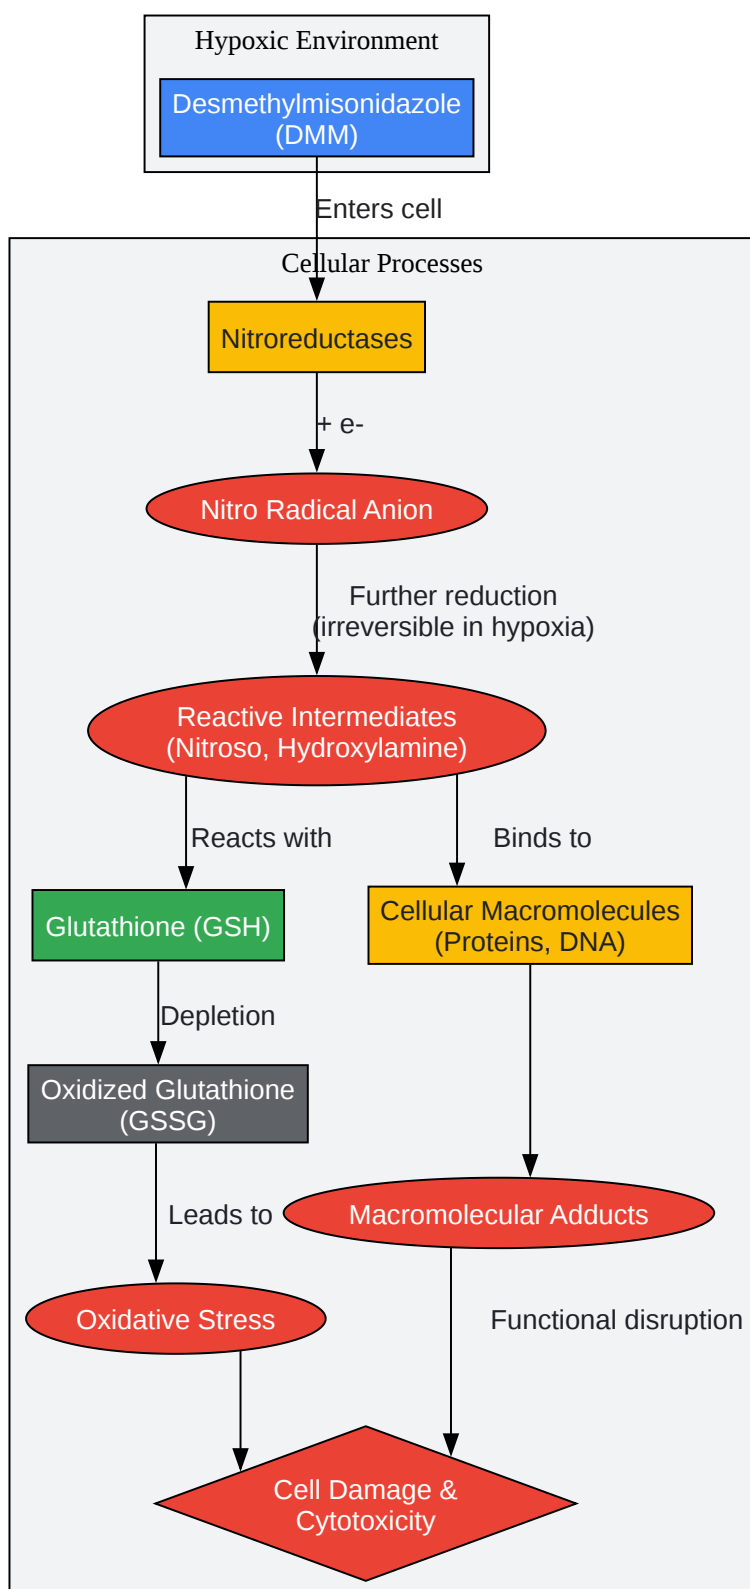 Hypoxic Environment
Desmethylmisonidazole
(DMM)
Enters cell
Cellular Processes
Nitroreductases
+ e-
Nitro Radical Anion
Further reduction
(irreversible in hypoxia)
Reactive Intermediates
(Nitroso, Hydroxylamine)
Reacts with
Binds to
Glutathione (GSH)
Cellular Macromolecules
(Proteins, DNA)
Depletion
Oxidized Glutathione
(GSSG)
Leads to
Macromolecular Adducts
Oxidative Stress
Functional disruption
Cell Damage &
Cytotoxicity